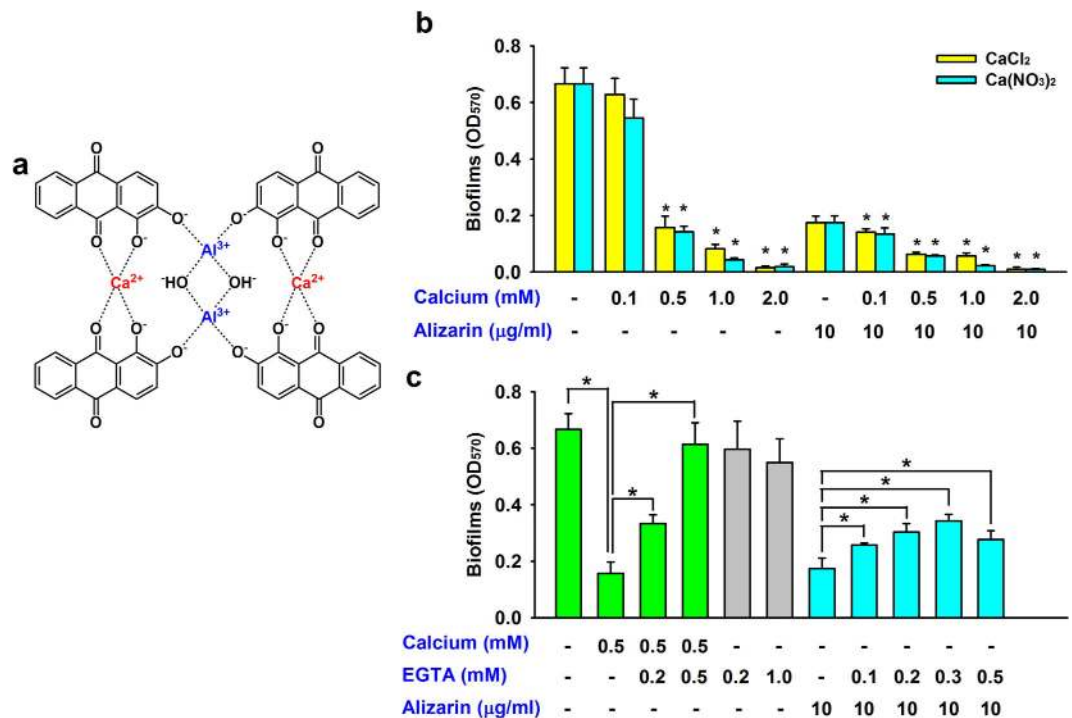 a
O
O
O-
O-
O-
O-
O
O
Al3+
Ca2+
-HO
OH-
Ca2+
Al3+
O
O-
O-
O-
O-
O
O
O
b
0.8
0.6
0.4
0.2
0.0
Biofilms (OD570)
CaCl2
Ca(NO3)2
* * * * * * * * * * * * * *
Calcium (mM) - 0.1 0.5 1.0 2.0 - 0.1 0.5 1.0 2.0
Alizarin (μg/ml) - - - - - 10 10 10 10 10
c
0.8
0.6
0.4
0.2
0.0
Biofilms (OD570)
* * * * * * *
Calcium (mM) - 0.5 0.5 0.5 - - - - - - -
EGTA (mM) - - 0.2 0.5 0.2 1.0 - 0.1 0.2 0.3 0.5
Alizarin (μg/ml) - - - - - - 10 10 10 10 10